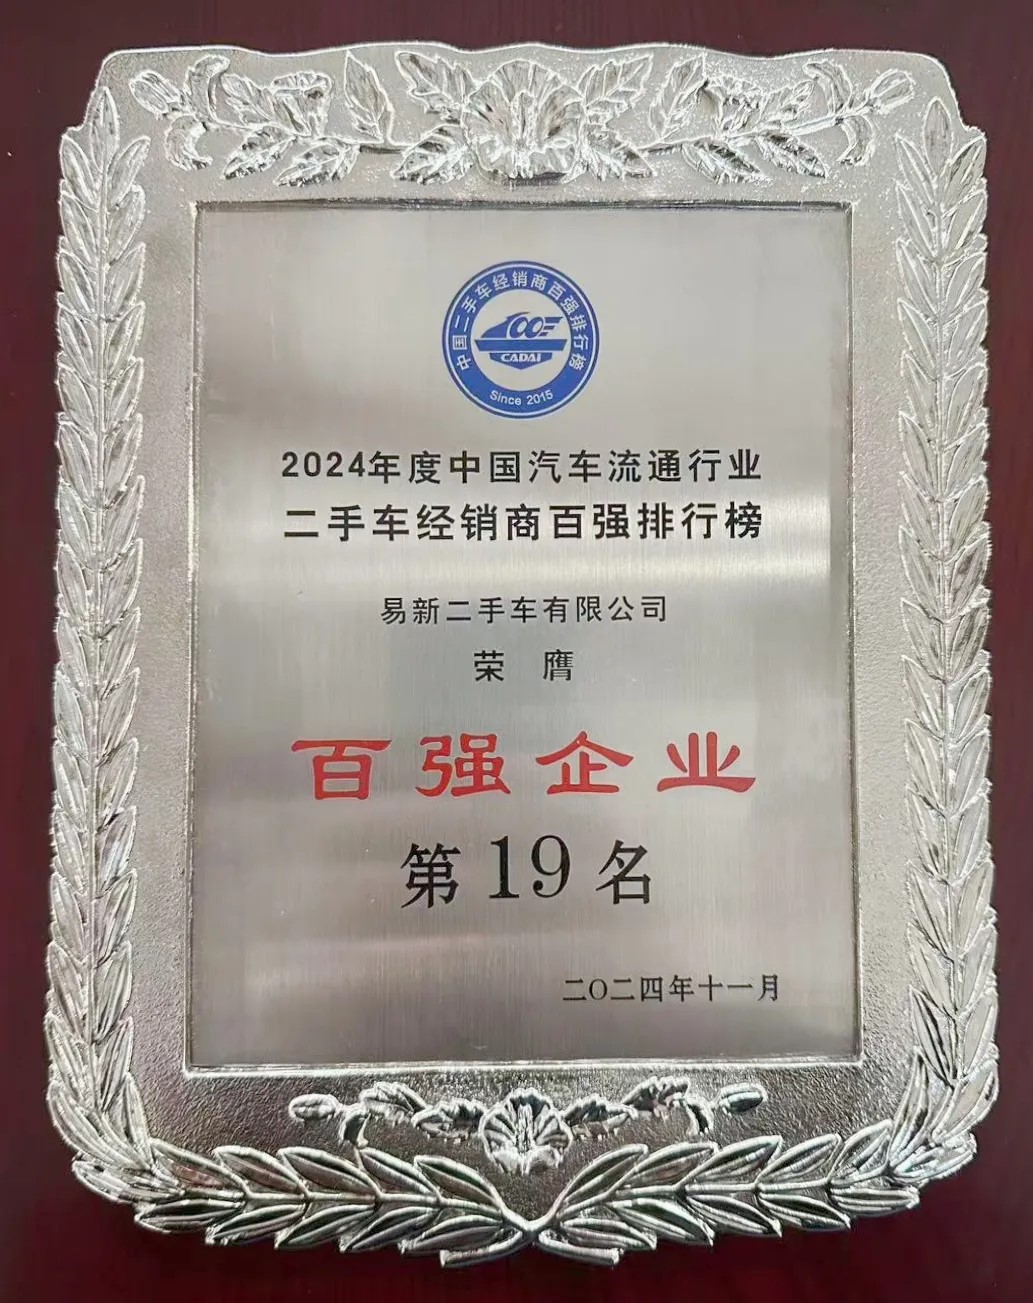 中国二手车经销商百强排行榜
CADAI
Since 2015
2024年度中国汽车流通行业
二手车经销商百强排行榜
易新二手车有限公司
荣 膺
百强企业
第19名
二〇二四年十一月